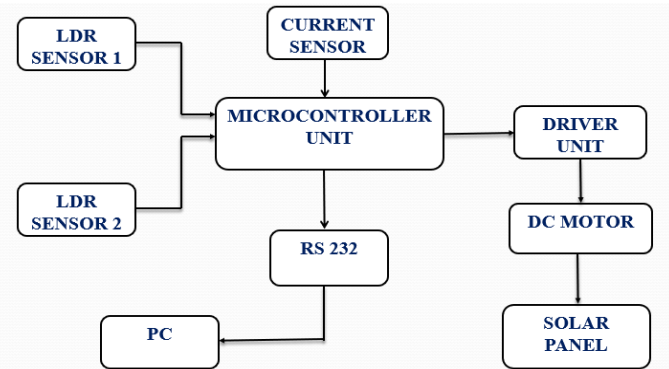 LDR
SENSOR 1
CURRENT
SENSOR
MICROCONTROLLER
UNIT
DRIVER
UNIT
LDR
SENSOR 2
DC MOTOR
RS 232
PC
SOLAR
PANEL